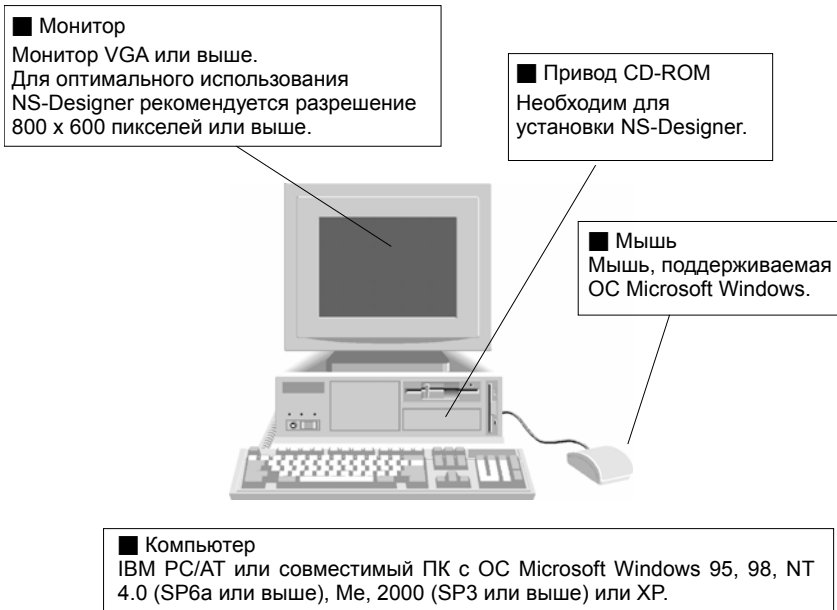 ■ Монитор
Монитор VGA или выше.
Для оптимального использования
NS-Designer рекомендуется разрешение
800 x 600 пикселей или выше.
■ Привод CD-ROM
Необходим для
установки NS-Designer.
■ Мышь
Мышь, поддерживаемая
ОС Microsoft Windows.
■ Компьютер
IBM PC/AT или совместимый ПК с ОС Microsoft Windows 95, 98, NT
4.0 (SP6a или выше), Me, 2000 (SP3 или выше) или XP.